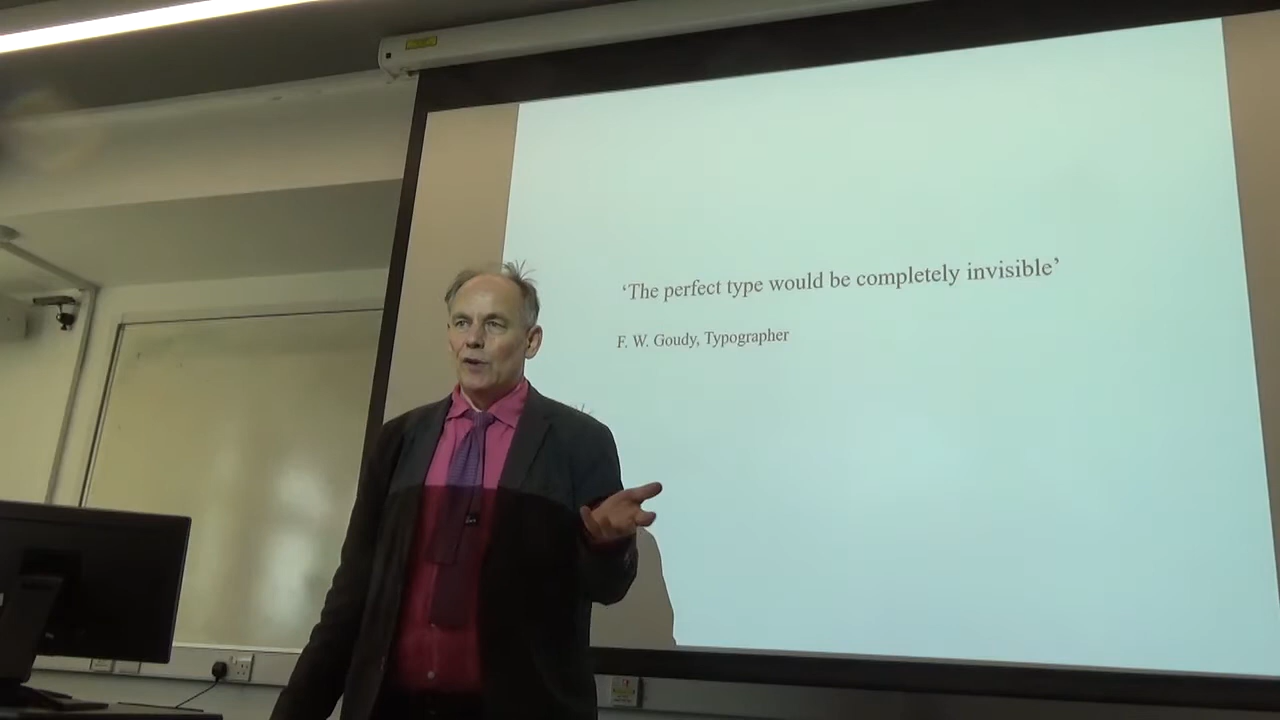 ‘The perfect type would be completely invisible’
F. W. Goudy, Typographer